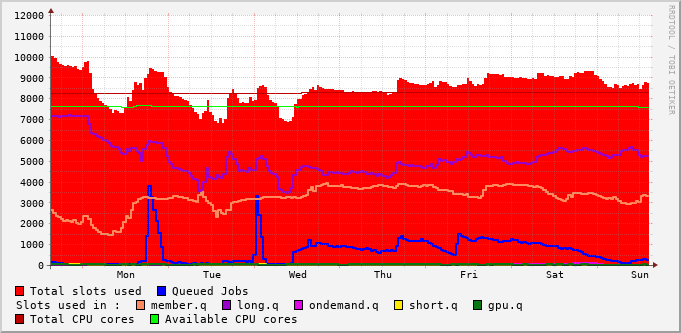 12000
11000
10000
9000
8000
7000
6000
5000
4000
3000
2000
1000
0
Mon Tue Wed Thu Fri Sat Sun
RRDTOOL / TOBI OETIKER
Total slots used Queued Jobs
Slots used in : member.q long.q ondemand.q short.q gpu.q
Total CPU cores Available CPU cores